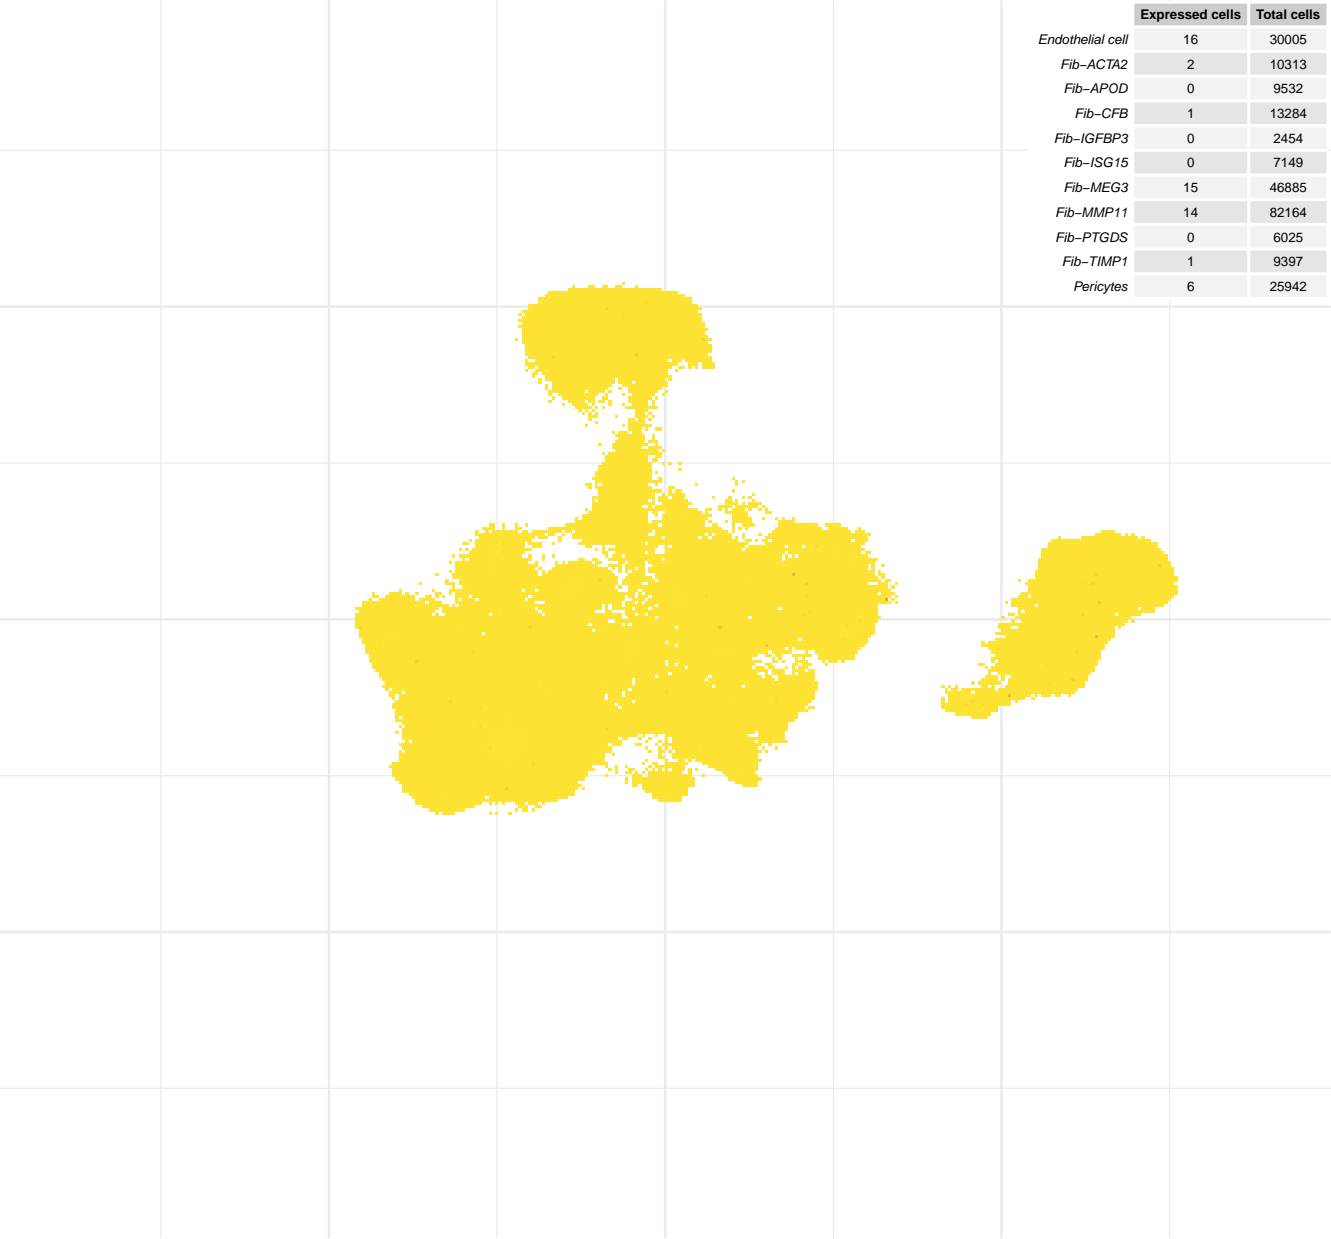 Expressed cells Total cells
Endothelial cell 16 30005
Fib−ACTA2 2 10313
Fib−APOD 0 9532
Fib−CFB 1 13284
Fib−IGFBP3 0 2454
Fib−ISG15 0 7149
Fib−MEG3 15 46885
Fib−MMP11 14 82164
Fib−PTGDS 0 6025
Fib−TIMP1 1 9397
Pericytes 6 25942